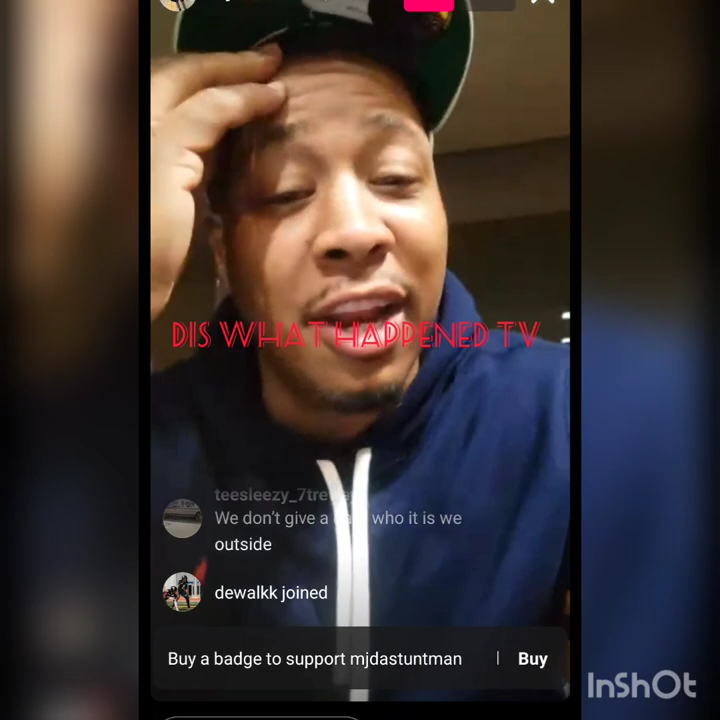 DIS WHAT HAPPENED TV
teesleezy_7tre
We don't give a who it is we
outside
dewalkk joined
Buy a badge to support mjdastuntman | Buy
InShOt